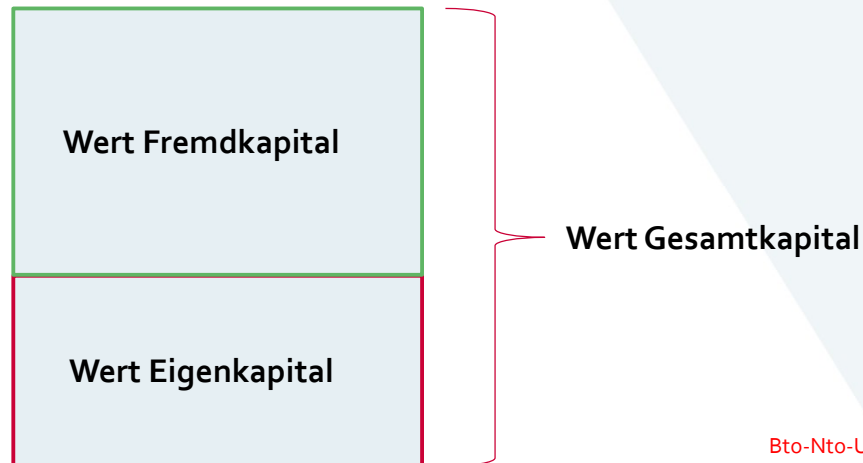 Wert Fremdkapital
Wert Gesamtkapital
Wert Eigenkapital
Bto-Nto-U